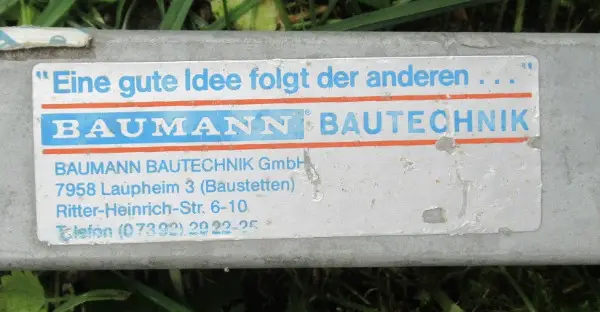 "Eine gute Idee folgt der anderen . . . "
BAUMANN® BAUTECHNIK
BAUMANN BAUTECHNIK GmbH
7958 Laupheim 3 (Baustetten)
Ritter-Heinrich-Str. 6-10
Telefon (07392) 2922-25